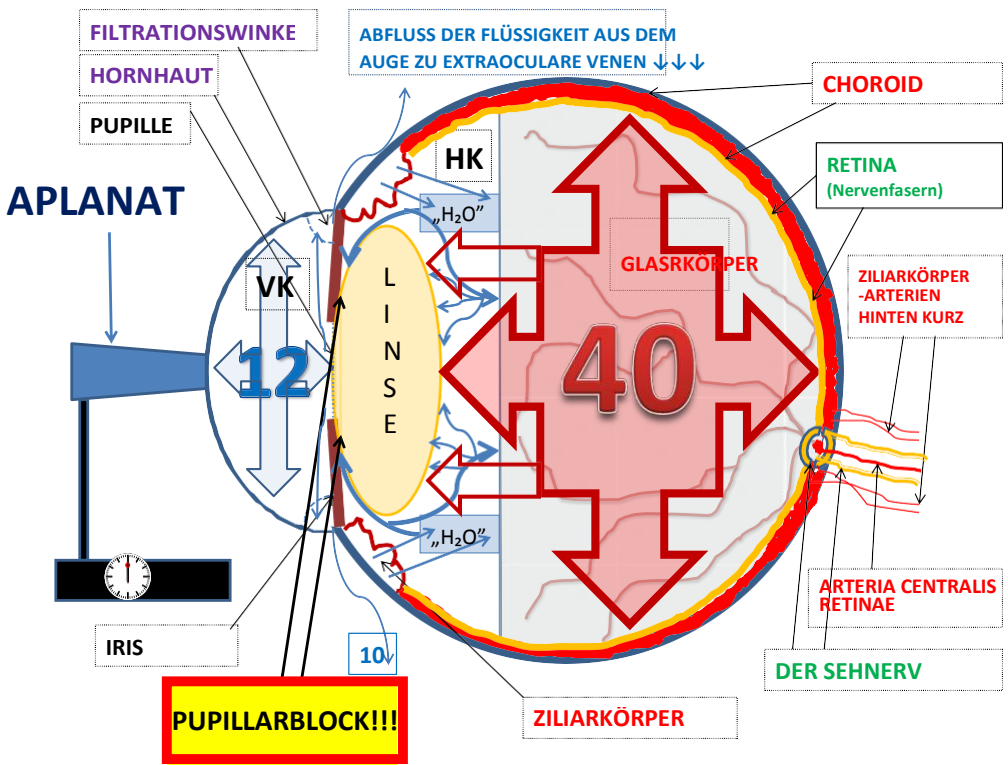 FILTRATIONSWINKE
HORNHAUT
PUPILLE
APLANAT
ABFLUSS DER FLÜSSIGKEIT AUS DEM
AUGE ZU EXTRAOCULARE VENEN ↓↓↓
CHOROID
HK
RETINA
(Nervenfasern)
„H₂O”
GLASRKÖRPER
ZILIARKÖRPER
-ARTERIEN
HINTEN KURZ
VK
12
L
I
N
S
E
40
„H₂O”
ARTERIA CENTRALIS
RETINAE
IRIS
10
DER SEHNERV
PUPILLARBLOCK!!!
ZILIARKÖRPER